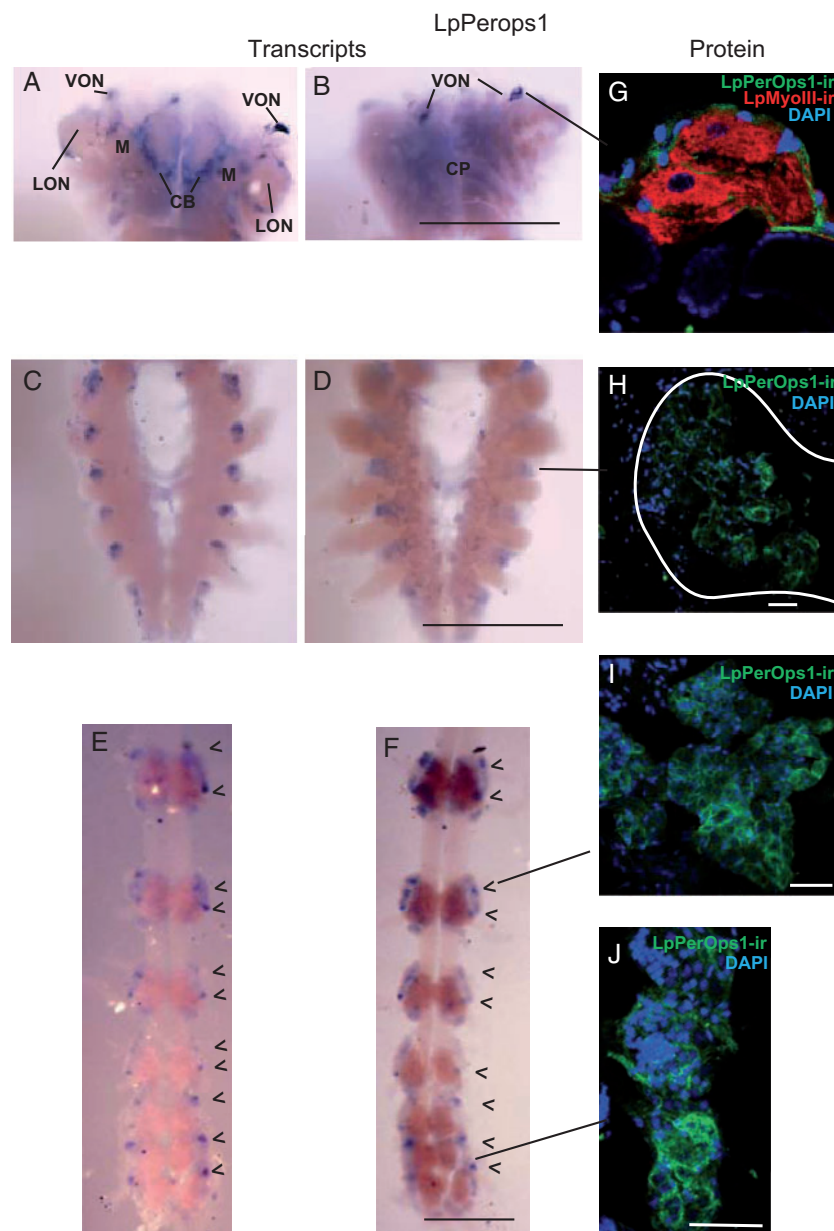 LpPerops1
Transcripts
Protein
A
VON
VON
M
M
LON
CB
LON
B
VON
CP
G
LpPerOps1-ir
LpMyoIII-ir
DAPI
C
D
H
LpPerOps1-ir
DAPI
I
LpPerOps1-ir
DAPI
E
F
J
LpPerOps1-ir
DAPI